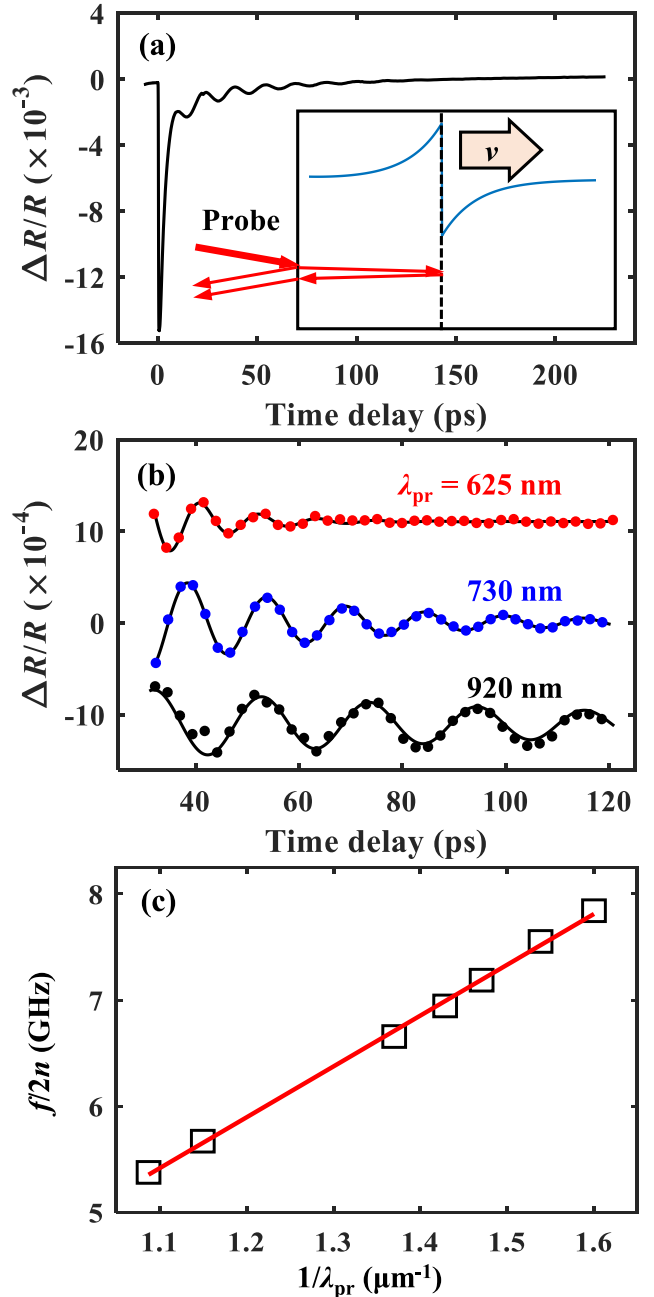 4
(a)
0
-4
-8
-12
-16
ΔR/R (×10⁻³)
v
Probe
0 50 100 150 200
Time delay (ps)
20
(b)
10
0
-10
ΔR/R (×10⁻⁴)
λpr = 625 nm
730 nm
920 nm
40 60 80 100 120
Time delay (ps)
8
(c)
7
6
5
f/2n (GHz)
1.1 1.2 1.3 1.4 1.5 1.6
1/λpr (μm⁻¹)